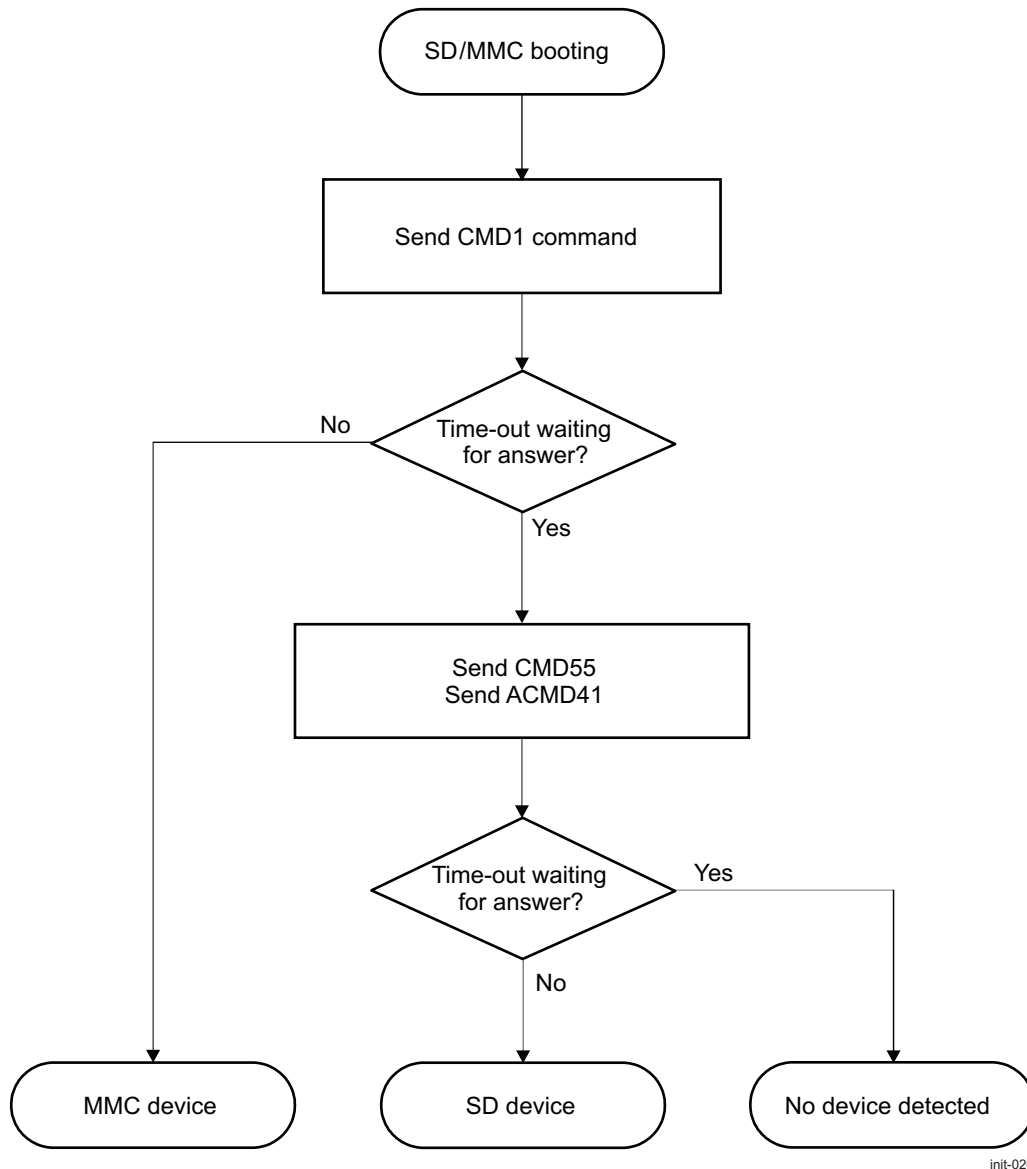 SD/MMC booting
Send CMD1 command
No
Time-out waiting
for answer?
Yes
Send CMD55
Send ACMD41
Time-out waiting
for answer?
Yes
No
MMC device
SD device
No device detected
init-02